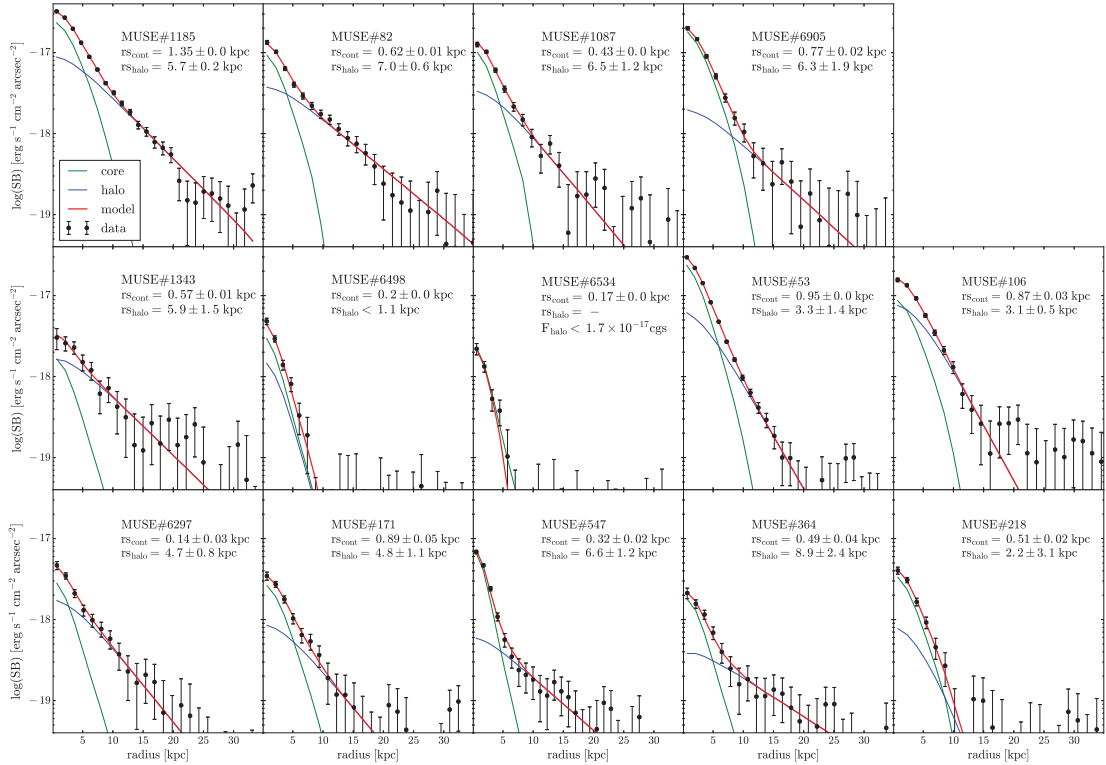 MUSE#1185
rs_cont = 1.35 ± 0.0 kpc
rs_halo = 5.7 ± 0.2 kpc
MUSE#82
rs_cont = 0.62 ± 0.01 kpc
rs_halo = 7.0 ± 0.6 kpc
MUSE#1087
rs_cont = 0.43 ± 0.0 kpc
rs_halo = 6.5 ± 1.2 kpc
MUSE#6905
rs_cont = 0.77 ± 0.02 kpc
rs_halo = 6.3 ± 1.9 kpc
log(SB) [erg s⁻¹ cm⁻² arcsec⁻²]
−17
−18
−19
core
halo
model
data
MUSE#1343
rs_cont = 0.57 ± 0.01 kpc
rs_halo = 5.9 ± 1.5 kpc
MUSE#6498
rs_cont = 0.2 ± 0.0 kpc
rs_halo < 1.1 kpc
MUSE#6534
rs_cont = 0.17 ± 0.0 kpc
rs_halo = −
F_halo < 1.7 × 10⁻¹⁷cgs
MUSE#53
rs_cont = 0.95 ± 0.0 kpc
rs_halo = 3.3 ± 1.4 kpc
MUSE#106
rs_cont = 0.87 ± 0.03 kpc
rs_halo = 3.1 ± 0.5 kpc
log(SB) [erg s⁻¹ cm⁻² arcsec⁻²]
−17
−18
−19
MUSE#6297
rs_cont = 0.14 ± 0.03 kpc
rs_halo = 4.7 ± 0.8 kpc
MUSE#171
rs_cont = 0.89 ± 0.05 kpc
rs_halo = 4.8 ± 1.1 kpc
MUSE#547
rs_cont = 0.32 ± 0.02 kpc
rs_halo = 6.6 ± 1.2 kpc
MUSE#364
rs_cont = 0.49 ± 0.04 kpc
rs_halo = 8.9 ± 2.4 kpc
MUSE#218
rs_cont = 0.51 ± 0.02 kpc
rs_halo = 2.2 ± 3.1 kpc
log(SB) [erg s⁻¹ cm⁻² arcsec⁻²]
−17
−18
−19
5 10 15 20 25 30
5 10 15 20 25 30
5 10 15 20 25 30
5 10 15 20 25 30
5 10 15 20 25 30
radius [kpc]
radius [kpc]
radius [kpc]
radius [kpc]
radius [kpc]